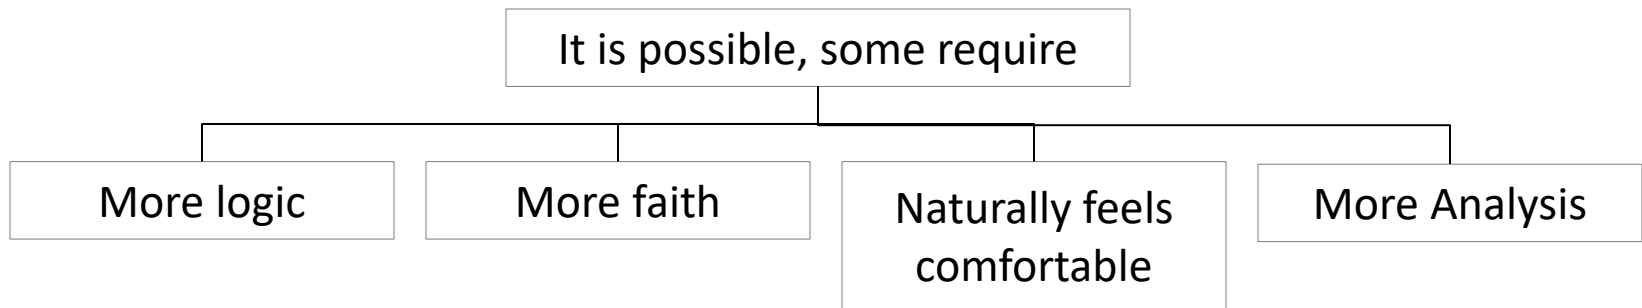 It is possible, some require
More logic
More faith
Naturally feels
comfortable
More Analysis